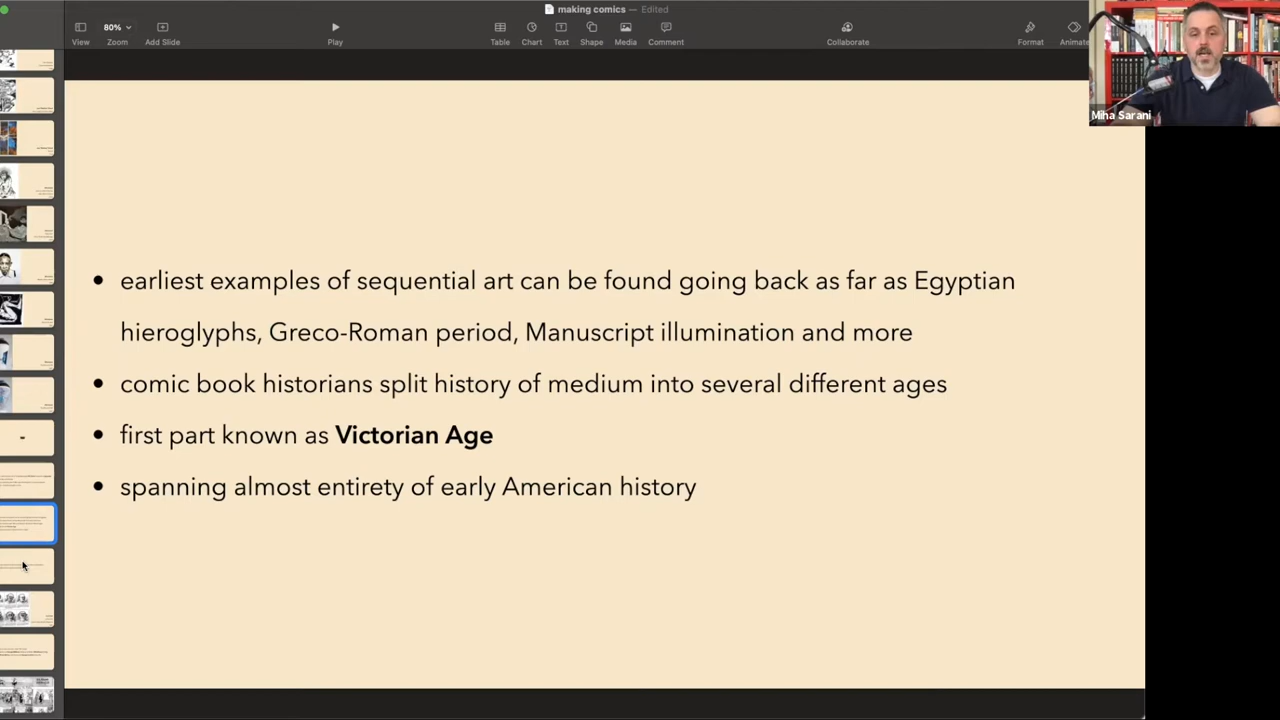 making comics — Edited
80%
View
Zoom
Add Slide
Play
Table
Chart
Text
Shape
Media
Comment
Collaborate
Format
Animate
Miha Sarani
• earliest examples of sequential art can be found going back as far as Egyptian
hieroglyphs, Greco-Roman period, Manuscript illumination and more
• comic book historians split history of medium into several different ages
• first part known as Victorian Age
• spanning almost entirety of early American history